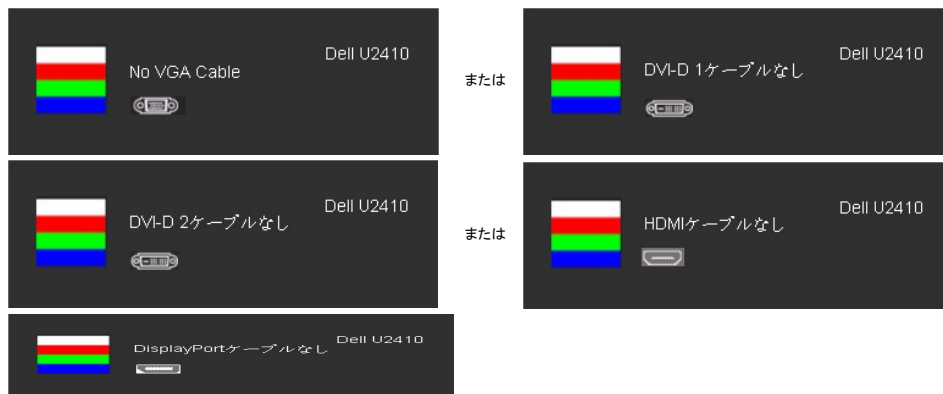 Dell U2410
No VGA Cable
または
Dell U2410
DVI-D 1ケーブルなし
Dell U2410
DVI-D 2ケーブルなし
または
Dell U2410
HDMIケーブルなし
Dell U2410
DisplayPortケーブルなし